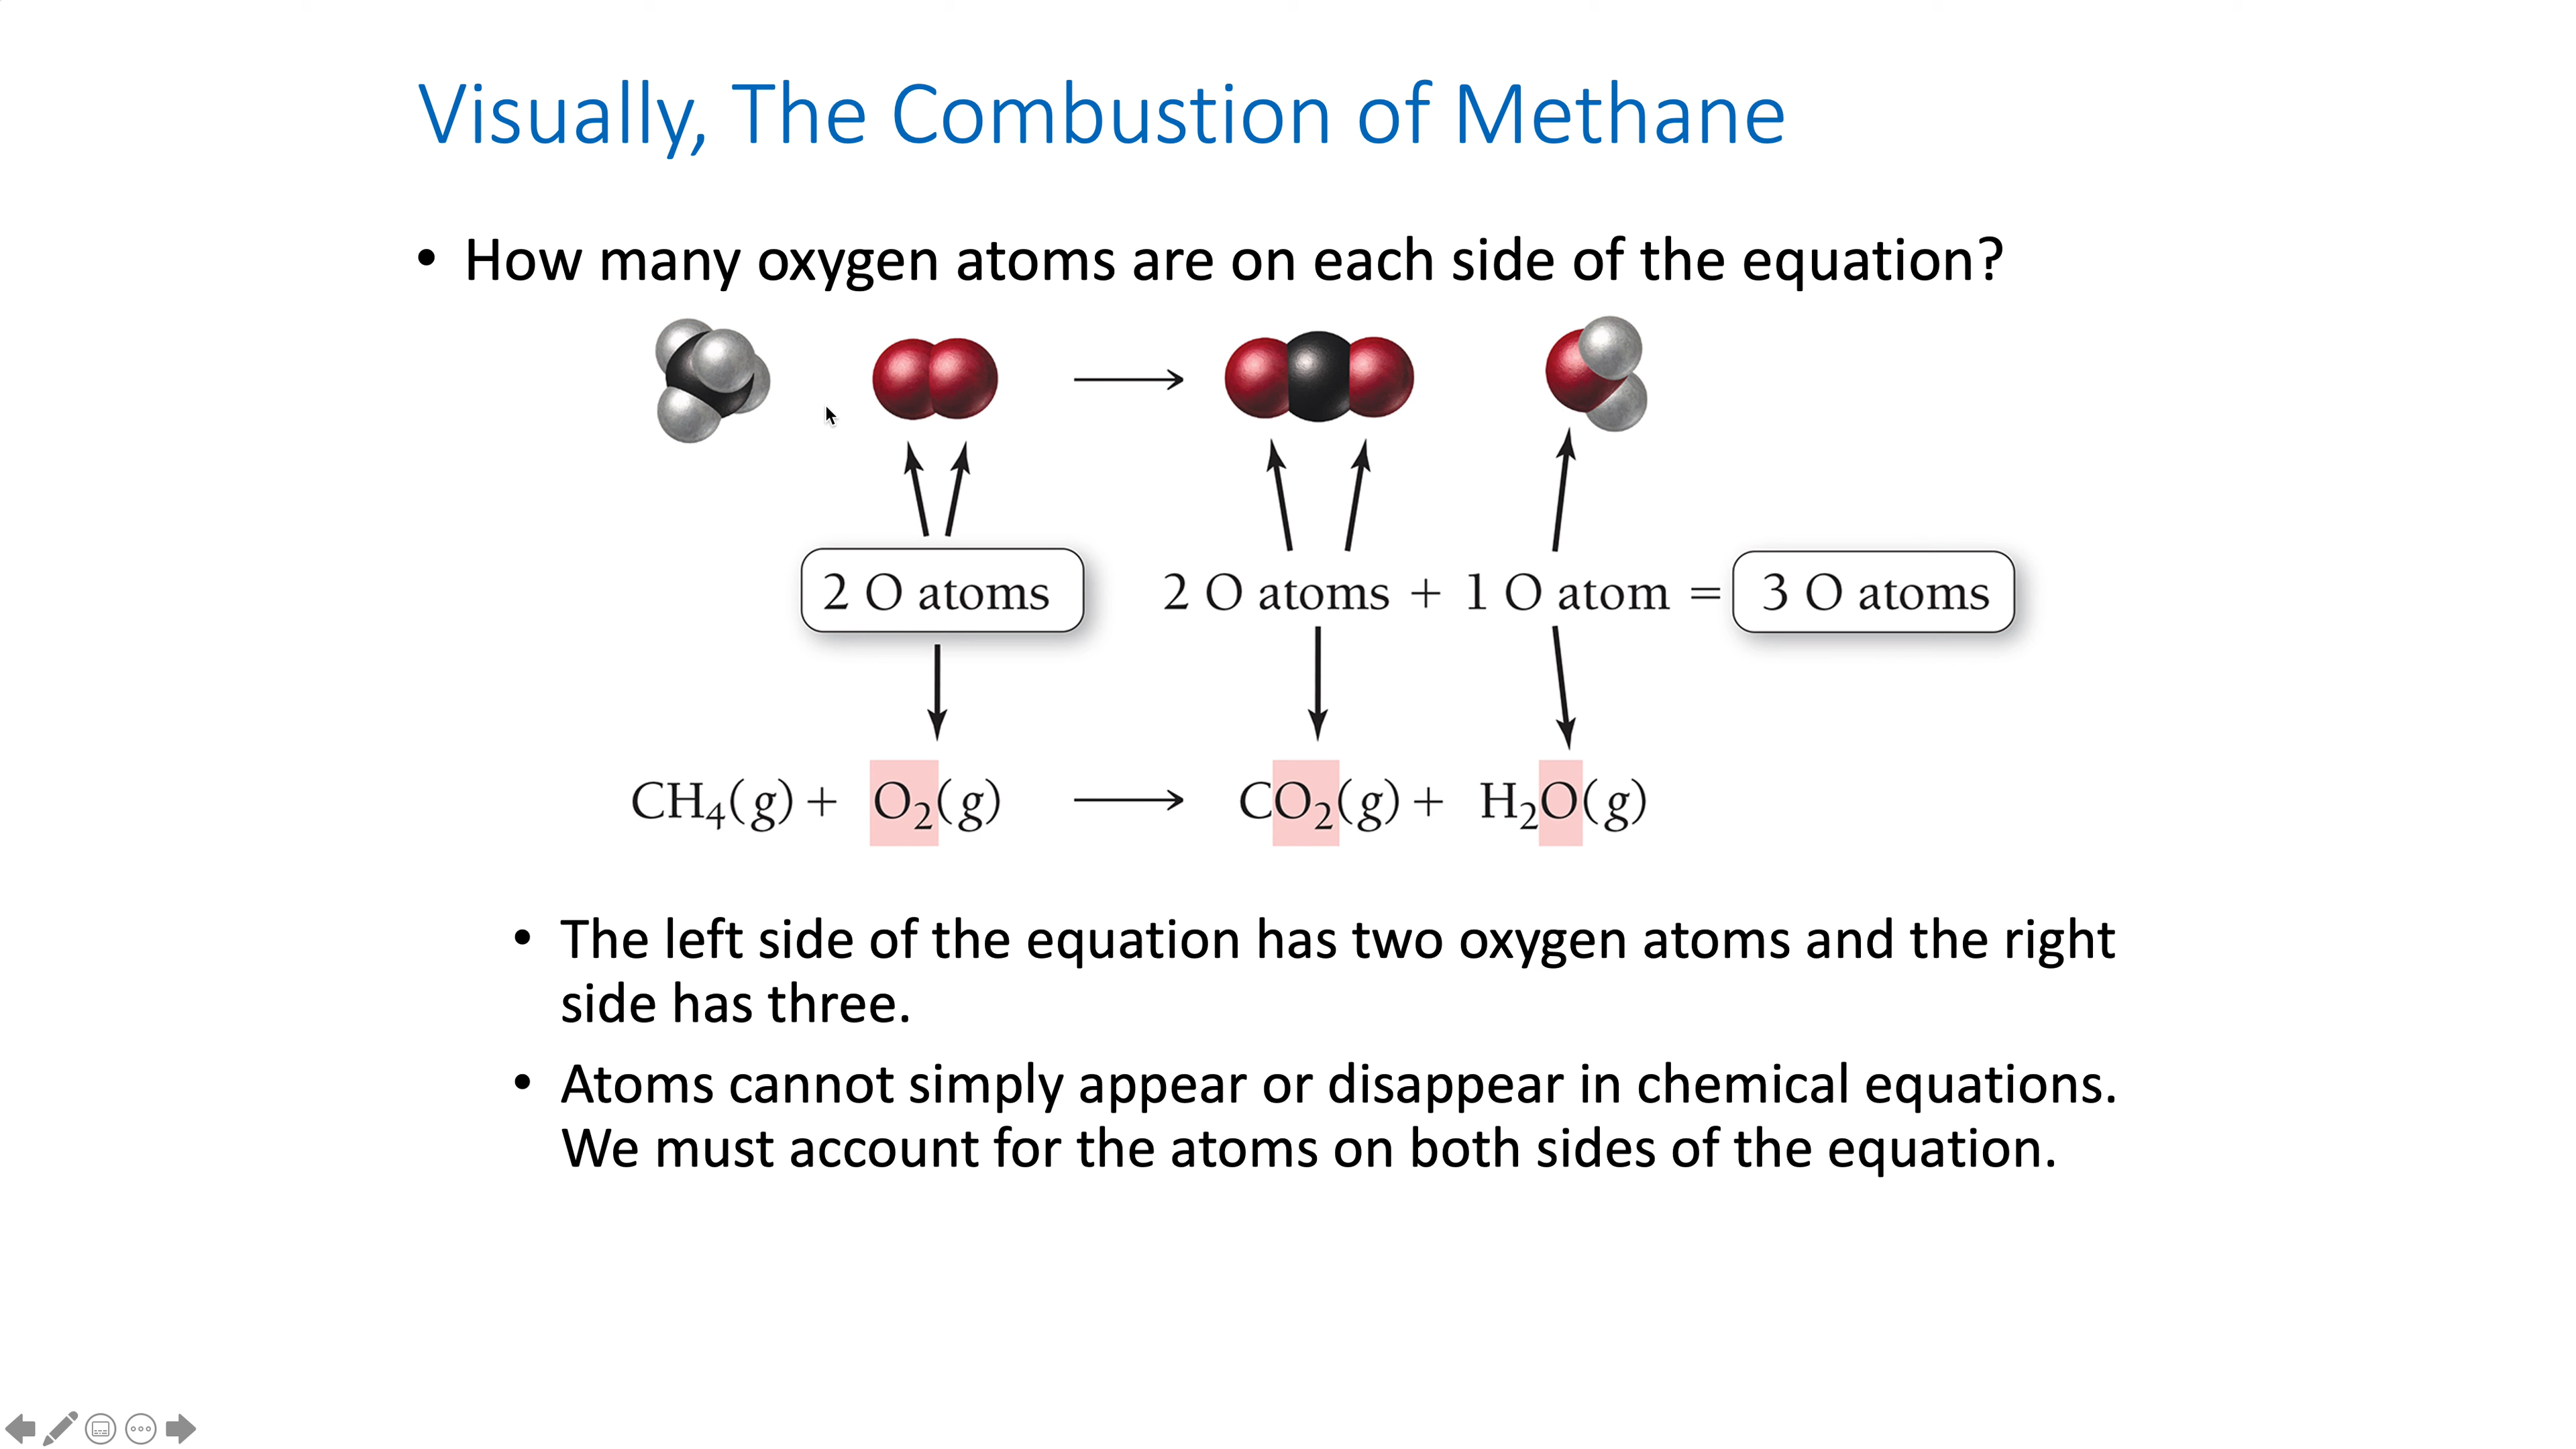 Visually, The Combustion of Methane
• How many oxygen atoms are on each side of the equation?
2 O atoms 2 O atoms + 1 O atom = 3 O atoms
CH₄(g) + O₂(g) ⟶ CO₂(g) + H₂O(g)
• The left side of the equation has two oxygen atoms and the right
side has three.
• Atoms cannot simply appear or disappear in chemical equations.
We must account for the atoms on both sides of the equation.